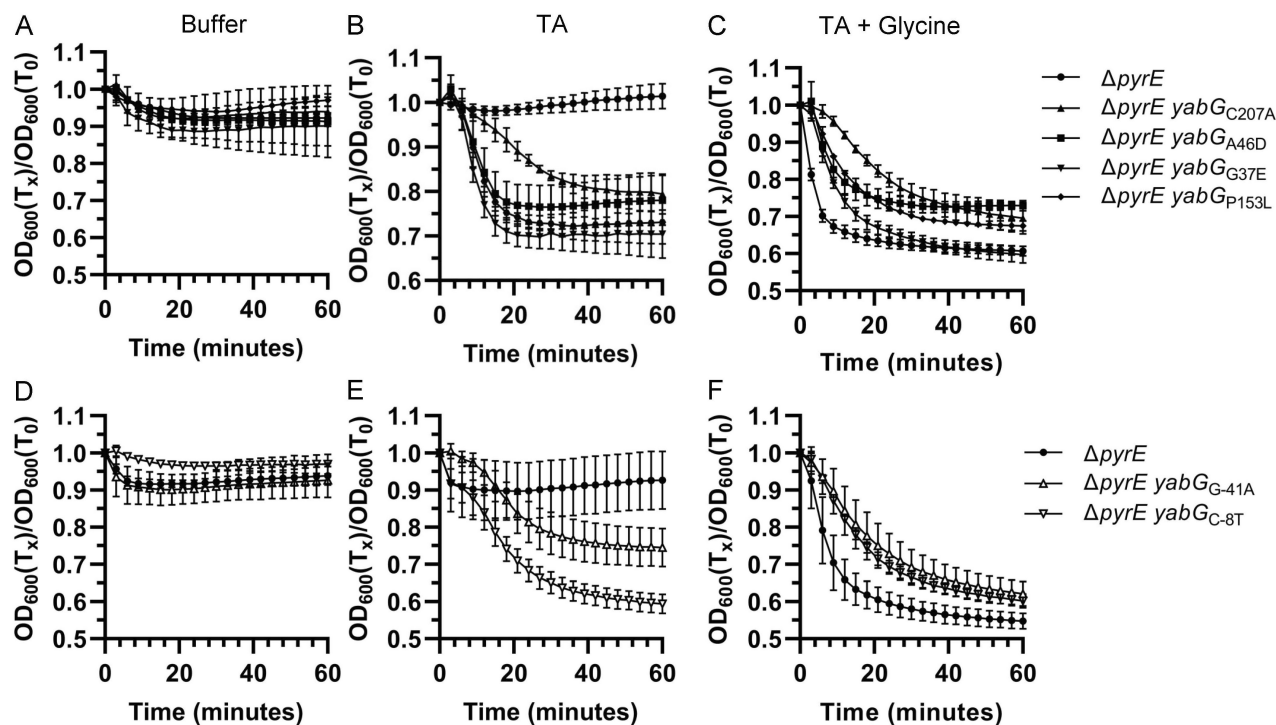 A Buffer
OD600(Tx)/OD600(T0)
1.1
1.0
0.9
0.8
0.7
0.6
0.5
0 20 40 60
Time (minutes)
B TA
OD600(Tx)/OD600(T0)
1.1
1.0
0.9
0.8
0.7
0.6
0 20 40 60
Time (minutes)
C TA + Glycine
OD600(Tx)/OD600(T0)
1.1
1.0
0.9
0.8
0.7
0.6
0.5
0 20 40 60
Time (minutes)
ΔpyrE
ΔpyrE yabGC207A
ΔpyrE yabGA46D
ΔpyrE yabGG37E
ΔpyrE yabGP153L
D
OD600(Tx)/OD600(T0)
1.1
1.0
0.9
0.8
0.7
0.6
0.5
0 20 40 60
Time (minutes)
E
OD600(Tx)/OD600(T0)
1.1
1.0
0.9
0.8
0.7
0.6
0.5
0 20 40 60
Time (minutes)
F
OD600(Tx)/OD600(T0)
1.1
1.0
0.9
0.8
0.7
0.6
0.5
0 20 40 60
Time (minutes)
ΔpyrE
ΔpyrE yabGG-41A
ΔpyrE yabGC-8T